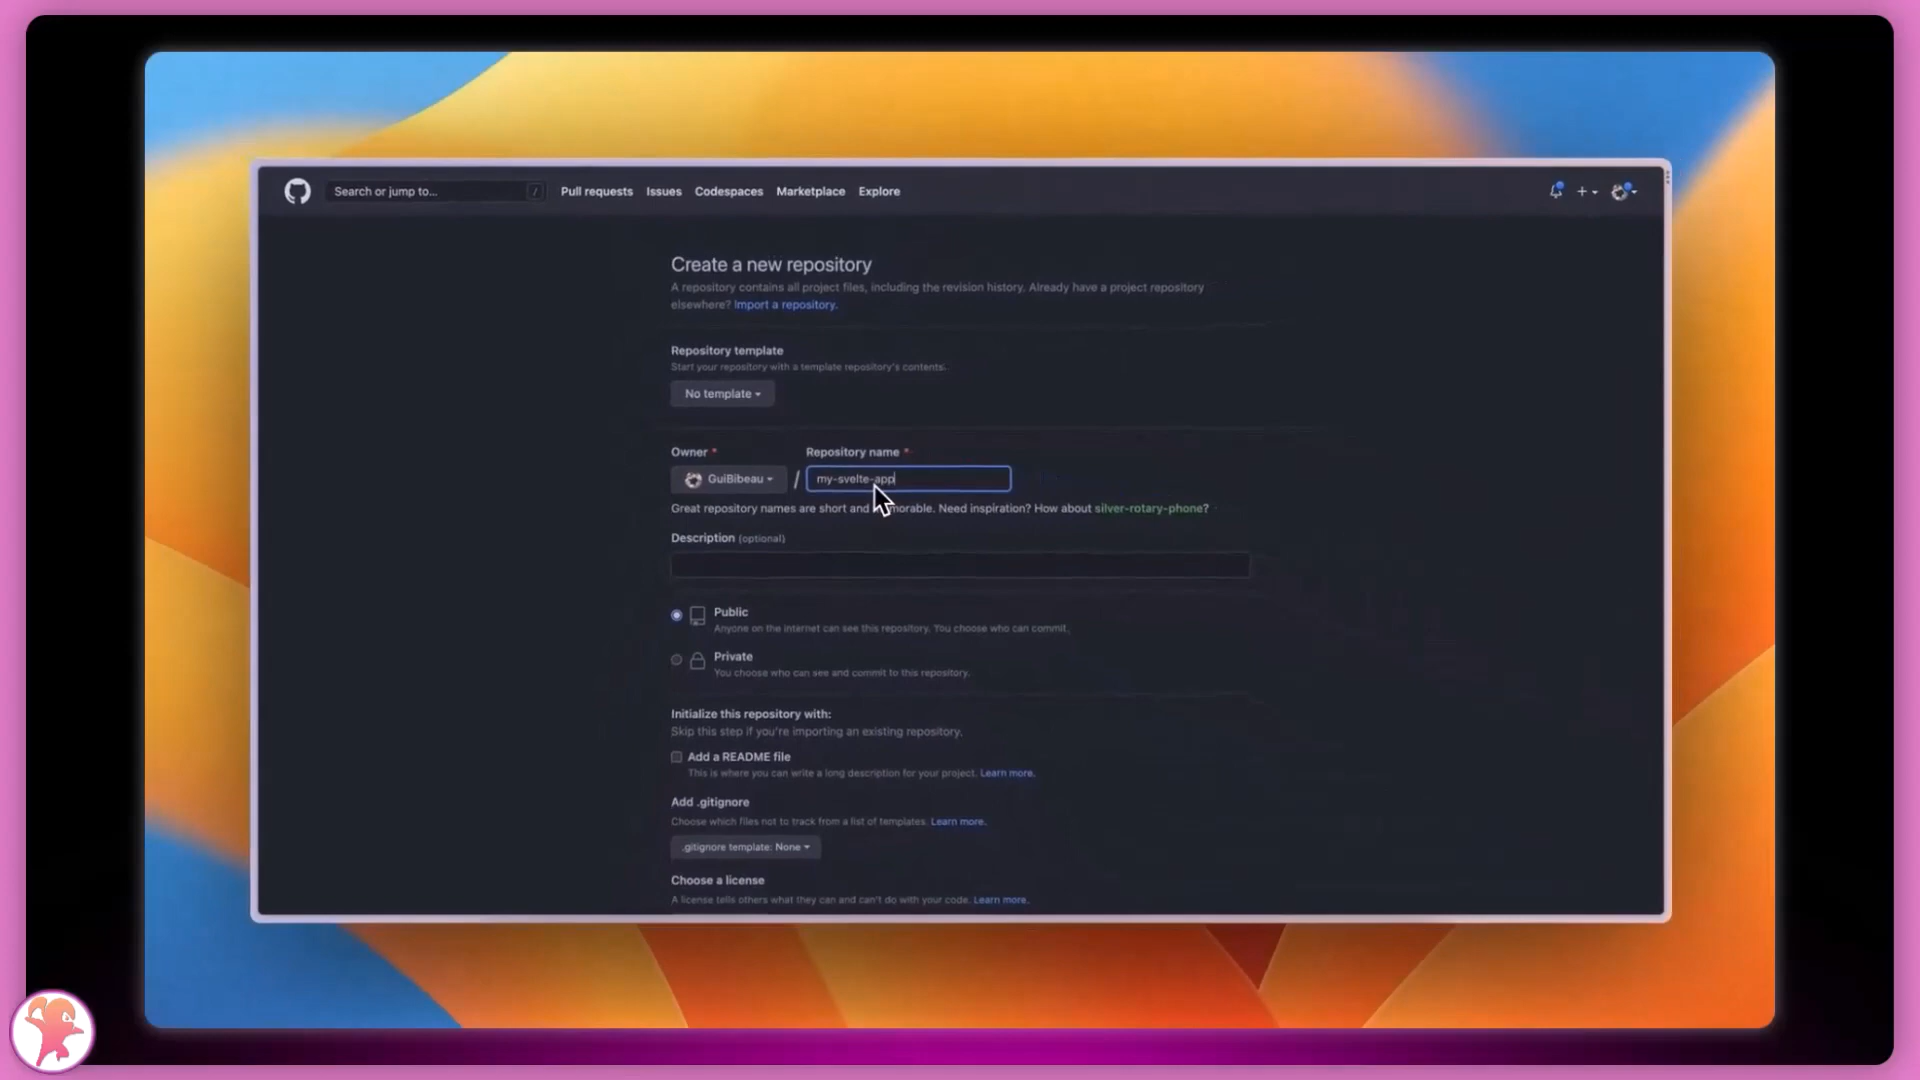 Search or jump to... / Pull requests Issues Codespaces Marketplace Explore
Create a new repository
A repository contains all project files, including the revision history. Already have a project repository
elsewhere? Import a repository.
Repository template
Start your repository with a template repository's contents.
No template
Owner * Repository name *
GuiBibeau / my-svelte-app
Great repository names are short and memorable. Need inspiration? How about silver-rotary-phone?
Description (optional)
Public
Anyone on the internet can see this repository. You choose who can commit.
Private
You choose who can see and commit to this repository.
Initialize this repository with:
Skip this step if you're importing an existing repository.
Add a README file
This is where you can write a long description for your project. Learn more.
Add .gitignore
Choose which files not to track from a list of templates. Learn more.
.gitignore template: None
Choose a license
A license tells others what they can and can't do with your code. Learn more.